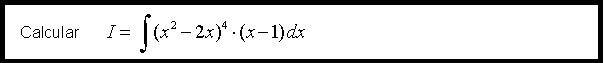 Calcular I = ∫(x² − 2x)⁴ · (x − 1) dx